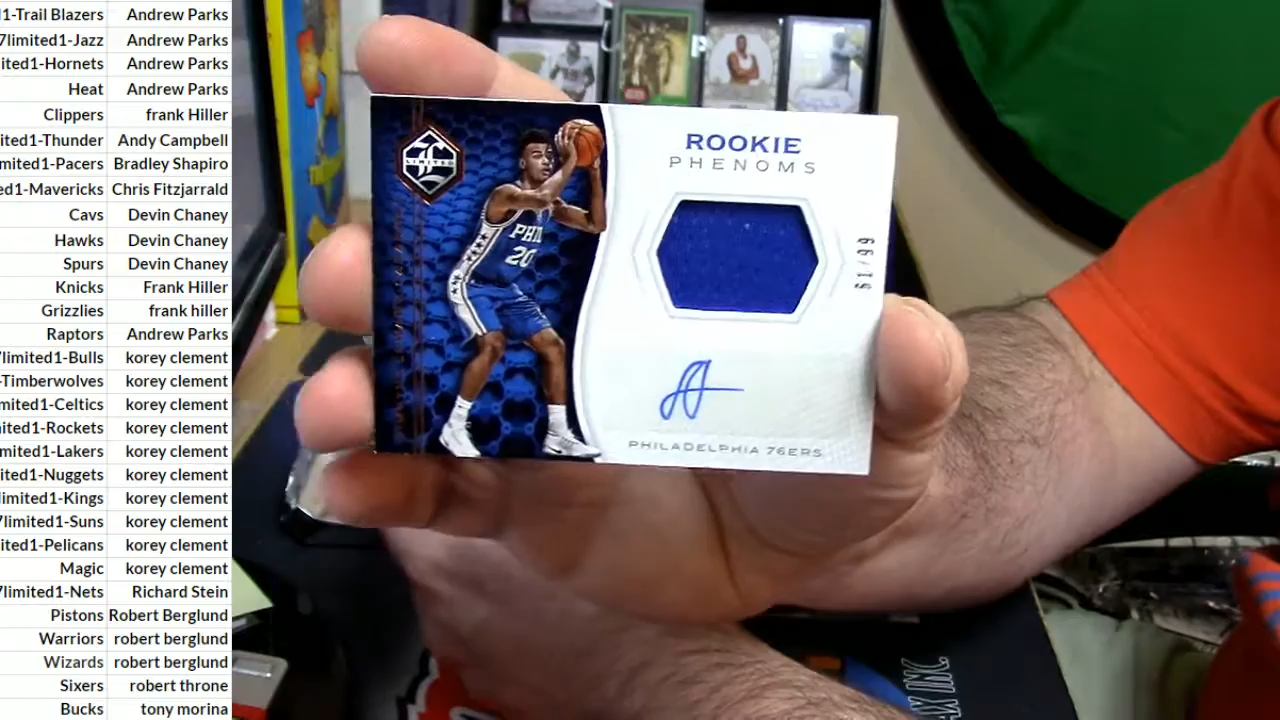 1-Trail Blazers Andrew Parks
7limited1-Jazz Andrew Parks
ited1-Hornets Andrew Parks
Heat Andrew Parks
Clippers frank Hiller
ited1-Thunder Andy Campbell
mited1-Pacers Bradley Shapiro
ed1-Mavericks Chris Fitzjarrald
Cavs Devin Chaney
Hawks Devin Chaney
Spurs Devin Chaney
Knicks Frank Hiller
Grizzlies frank hiller
Raptors Andrew Parks
7limited1-Bulls korey clement
-Timberwolves korey clement
mited1-Celtics korey clement
ited1-Rockets korey clement
mited1-Lakers korey clement
ited1-Nuggets korey clement
limited1-Kings korey clement
7limited1-Suns korey clement
ited1-Pelicans korey clement
Magic korey clement
7limited1-Nets Richard Stein
Pistons Robert Berglund
Warriors robert berglund
Wizards robert berglund
Sixers robert throne
Bucks tony morina
LIMITED
PHIL
20
ROOKIE
PHENOMS
51/99
PHILADELPHIA 76ERS
AX INC